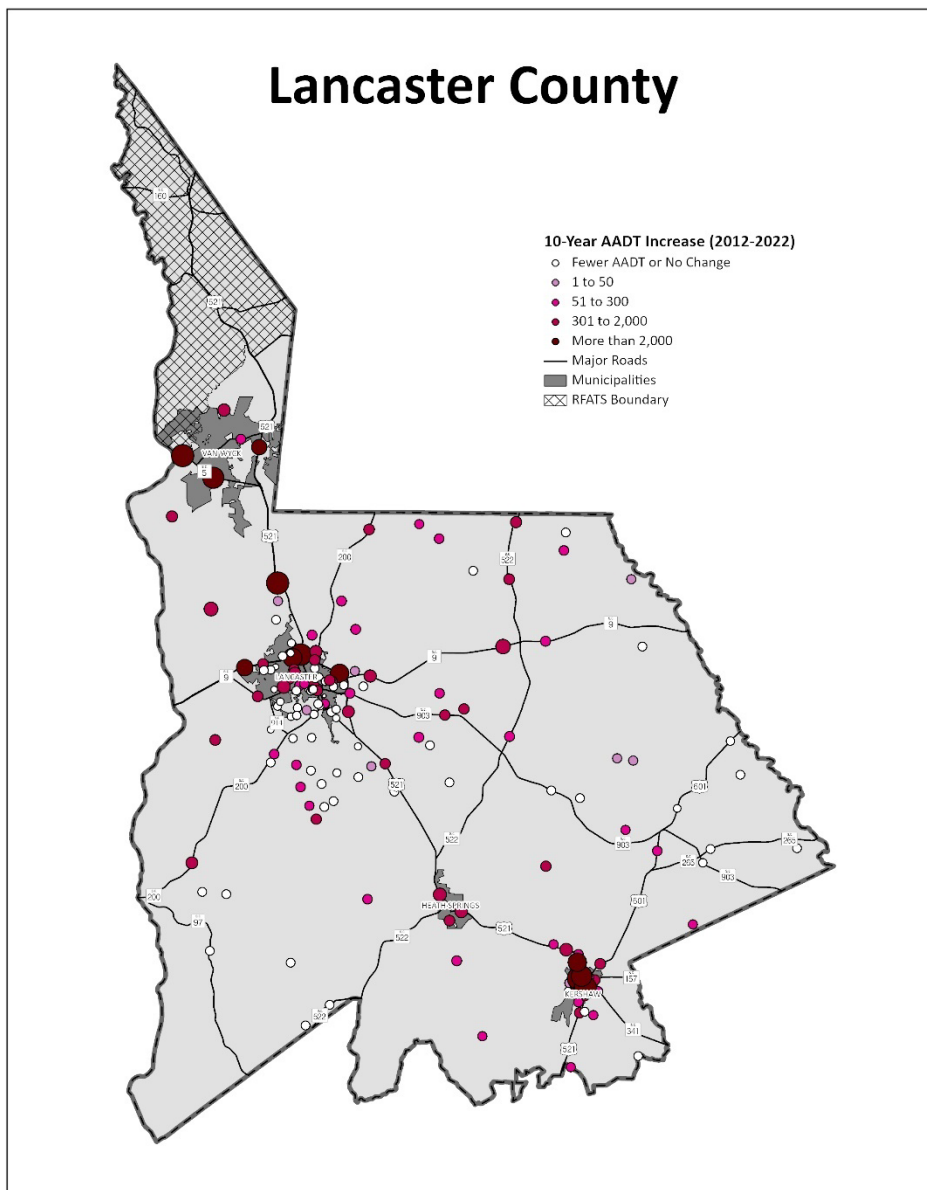 Lancaster County
10-Year AADT Increase (2012-2022)
Fewer AADT or No Change
1 to 50
51 to 300
301 to 2,000
More than 2,000
Major Roads
Municipalities
RFATS Boundary
160
521
521
VAN WYCK
5
521
200
522
9
9
LANCASTER
9
903
200
521
601
522
903
265
265
903
200
HEATH SPRINGS
97
522
521
601
157
KERSHAW
522
341
521